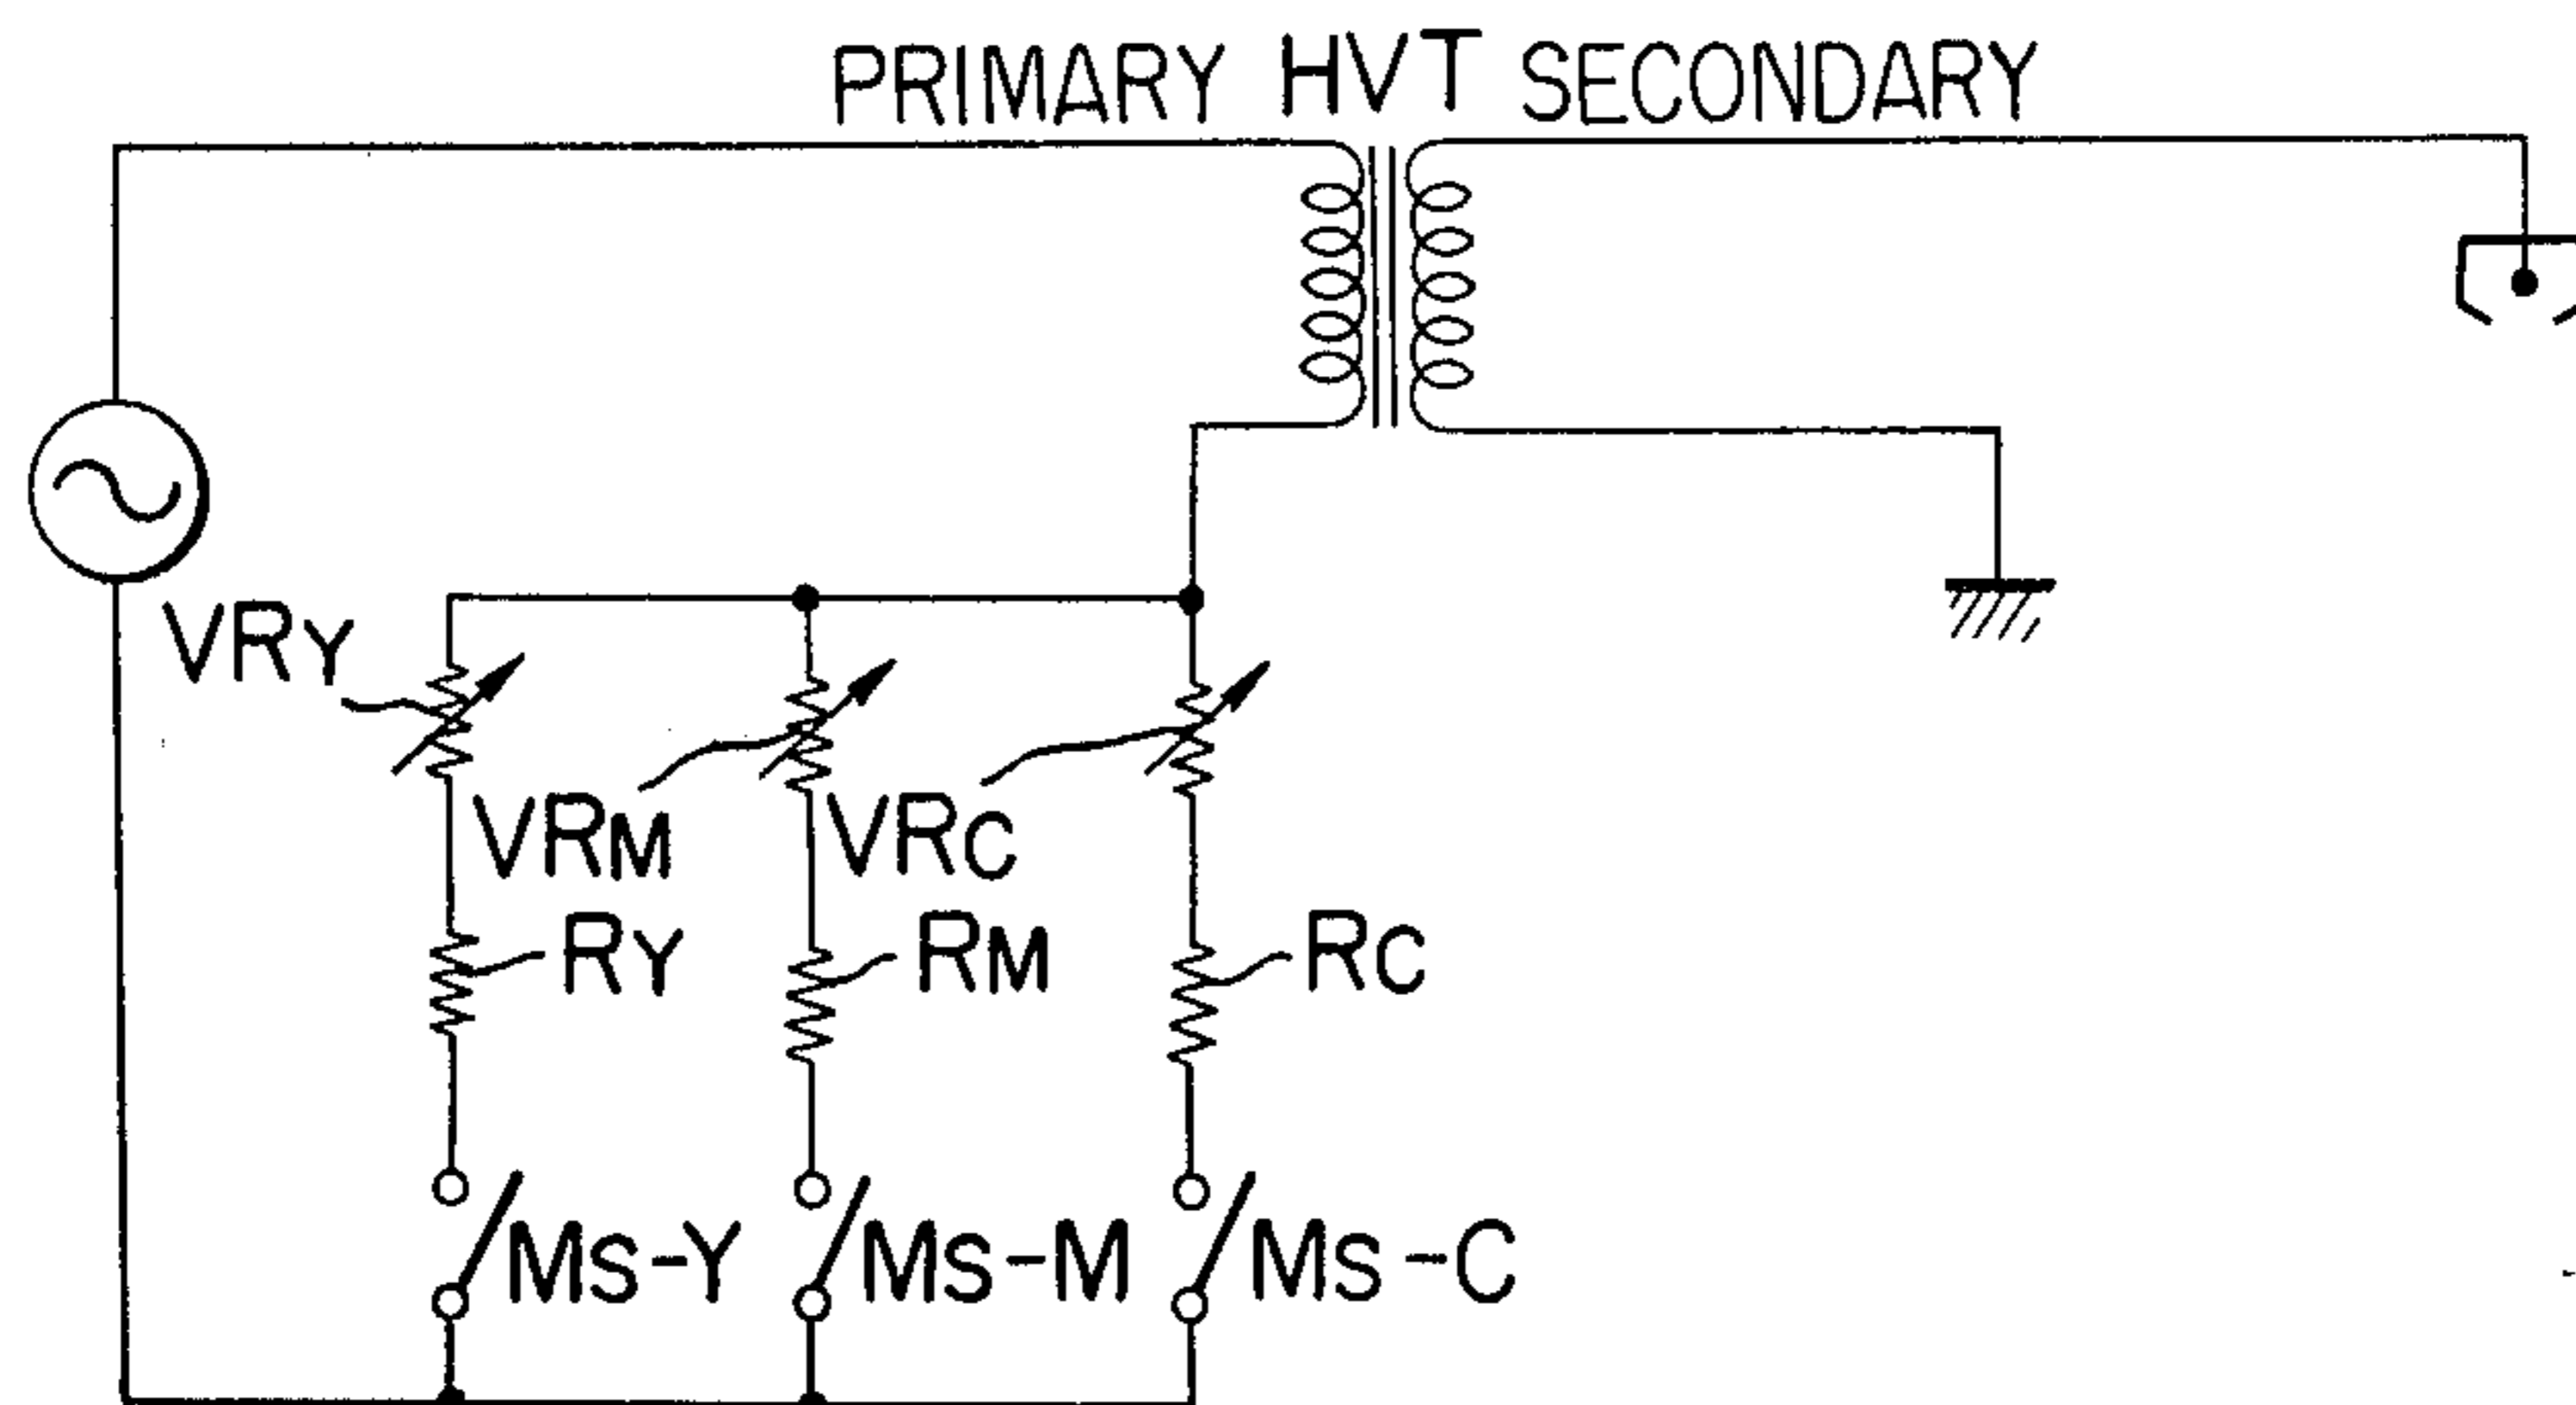 PRIMARY HVT SECONDARY
VRY
VRM VRC
RY RM RC
MS-Y MS-M MS-C